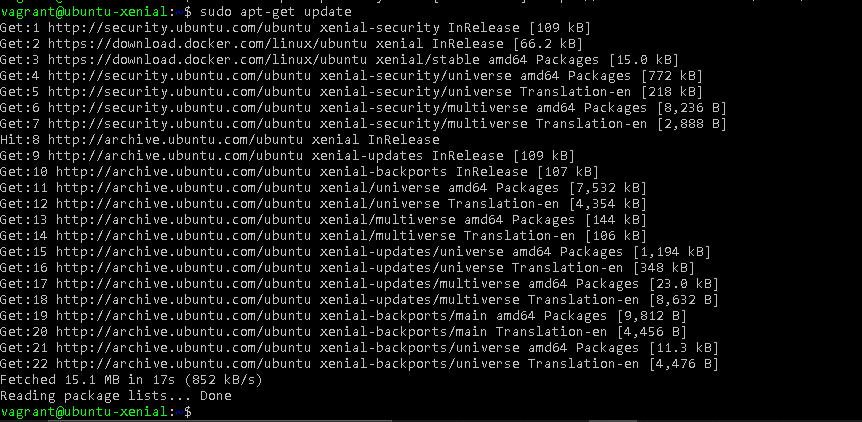 vagrant@ubuntu-xenial:~$ sudo apt-get update
Get:1 http://security.ubuntu.com/ubuntu xenial-security InRelease [109 kB]
Get:2 https://download.docker.com/linux/ubuntu xenial InRelease [66.2 kB]
Get:3 https://download.docker.com/linux/ubuntu xenial/stable amd64 Packages [15.0 kB]
Get:4 http://security.ubuntu.com/ubuntu xenial-security/universe amd64 Packages [772 kB]
Get:5 http://security.ubuntu.com/ubuntu xenial-security/universe Translation-en [218 kB]
Get:6 http://security.ubuntu.com/ubuntu xenial-security/multiverse amd64 Packages [8,236 B]
Get:7 http://security.ubuntu.com/ubuntu xenial-security/multiverse Translation-en [2,888 B]
Hit:8 http://archive.ubuntu.com/ubuntu xenial InRelease
Get:9 http://archive.ubuntu.com/ubuntu xenial-updates InRelease [109 kB]
Get:10 http://archive.ubuntu.com/ubuntu xenial-backports InRelease [107 kB]
Get:11 http://archive.ubuntu.com/ubuntu xenial/universe amd64 Packages [7,532 kB]
Get:12 http://archive.ubuntu.com/ubuntu xenial/universe Translation-en [4,354 kB]
Get:13 http://archive.ubuntu.com/ubuntu xenial/multiverse amd64 Packages [144 kB]
Get:14 http://archive.ubuntu.com/ubuntu xenial/multiverse Translation-en [106 kB]
Get:15 http://archive.ubuntu.com/ubuntu xenial-updates/universe amd64 Packages [1,194 kB]
Get:16 http://archive.ubuntu.com/ubuntu xenial-updates/universe Translation-en [348 kB]
Get:17 http://archive.ubuntu.com/ubuntu xenial-updates/multiverse amd64 Packages [23.0 kB]
Get:18 http://archive.ubuntu.com/ubuntu xenial-updates/multiverse Translation-en [8,632 B]
Get:19 http://archive.ubuntu.com/ubuntu xenial-backports/main amd64 Packages [9,812 B]
Get:20 http://archive.ubuntu.com/ubuntu xenial-backports/main Translation-en [4,456 B]
Get:21 http://archive.ubuntu.com/ubuntu xenial-backports/universe amd64 Packages [11.3 kB]
Get:22 http://archive.ubuntu.com/ubuntu xenial-backports/universe Translation-en [4,476 B]
Fetched 15.1 MB in 17s (852 kB/s)
Reading package lists... Done
vagrant@ubuntu-xenial:~$